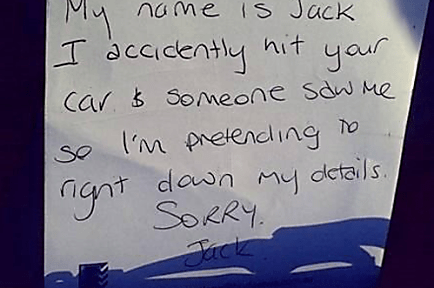 My name is Jack
I accidently hit your
car & someone saw me
so I'm pretending to
right down my details.
SORRY.
Jack